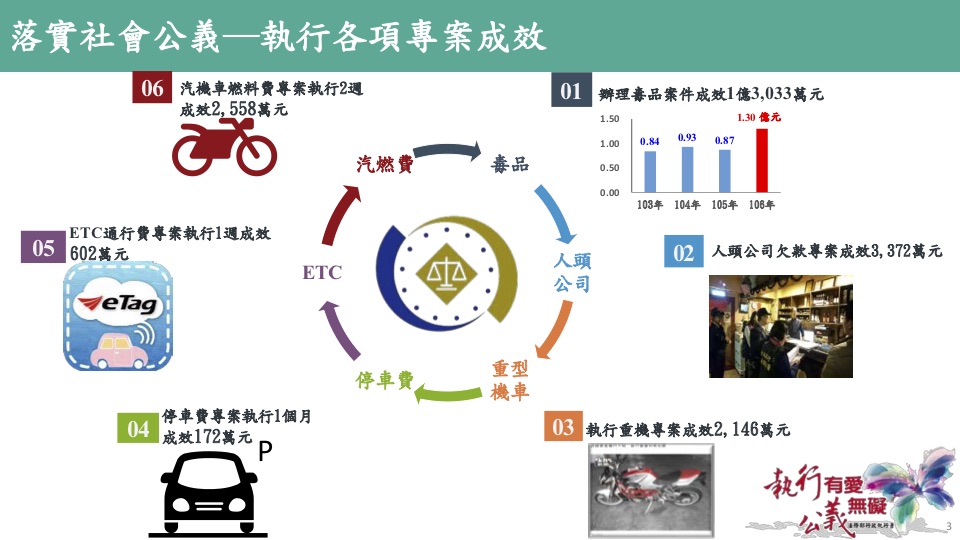 落實社會公義—執行各項專案成效
06
汽機車燃料費專案執行2週
成效2,558萬元
01
辦理毒品案件成效1億3,033萬元
1.50
1.00
0.50
0.00
0.84
0.93
0.87
1.30 億元
103年
104年
105年
106年
汽燃費
毒品
人頭
公司
重型
機車
停車費
ETC
05
ETC通行費專案執行1週成效
602萬元
eTag
02
人頭公司欠款專案成效3,372萬元
04
停車費專案執行1個月
成效172萬元
P
03
執行重機專案成效2,146萬元
執行有愛
公義無礙
法務部行政執行署
3